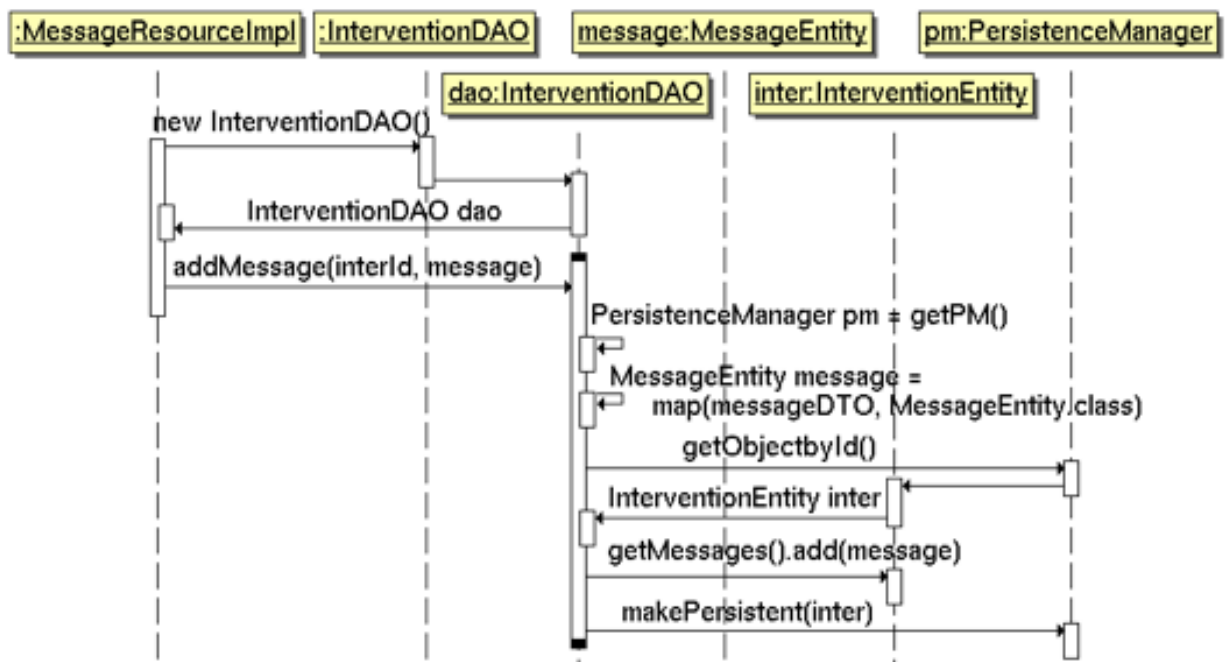 :MessageResourceImpl :InterventionDAO message:MessageEntity pm:PersistenceManager
dao:InterventionDAO inter:InterventionEntity
new InterventionDAO()
InterventionDAO dao
addMessage(interId, message)
PersistenceManager pm = getPM()
MessageEntity message =
map(messageDTO, MessageEntity.class)
getObjectbyId()
InterventionEntity inter
getMessages().add(message)
makePersistent(inter)